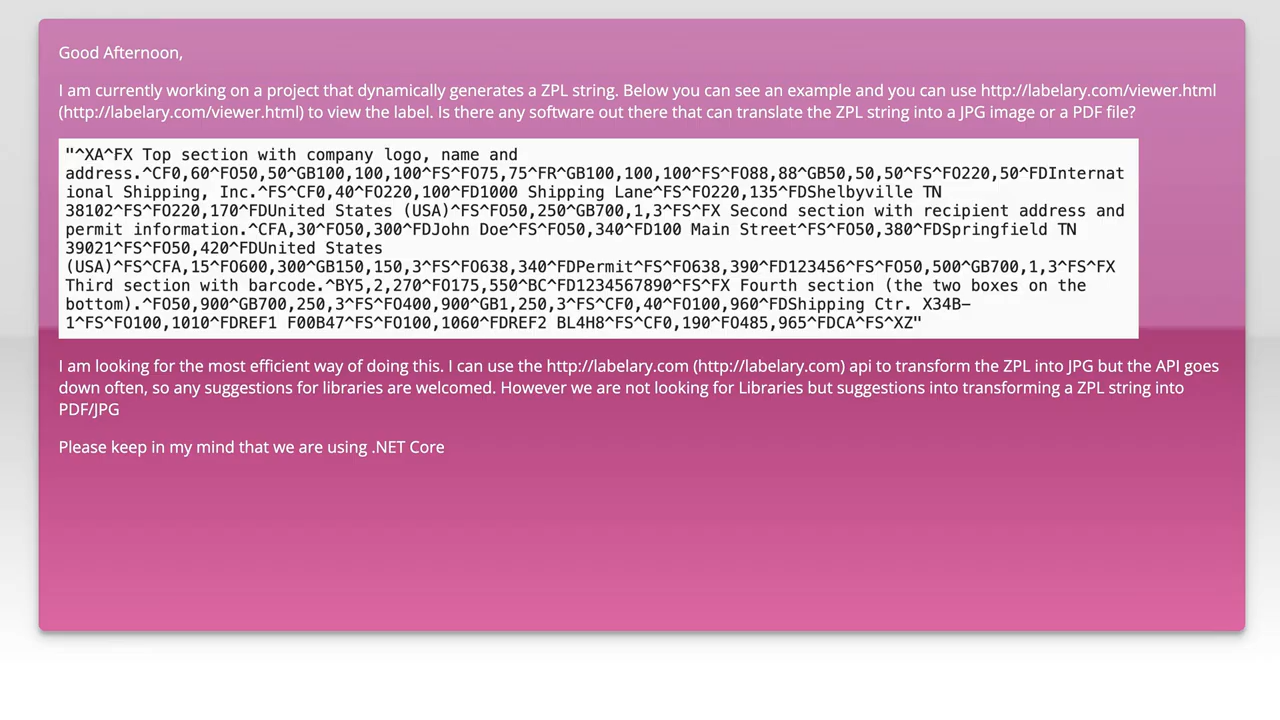 Good Afternoon,
I am currently working on a project that dynamically generates a ZPL string. Below you can see an example and you can use http://labelary.com/viewer.html
(http://labelary.com/viewer.html) to view the label. Is there any software out there that can translate the ZPL string into a JPG image or a PDF file?
"^XA^FX Top section with company logo, name and
address.^CF0,60^FO50,50^GB100,100,100^FS^FO75,75^FR^GB100,100,100^FS^FO88,88^GB50,50,50^FS^FO220,50^FDInternat
ional Shipping, Inc.^FS^CF0,40^FO220,100^FD1000 Shipping Lane^FS^FO220,135^FDShelbyville TN
38102^FS^FO220,170^FDUnited States (USA)^FS^FO50,250^GB700,1,3^FS^FX Second section with recipient address and
permit information.^CFA,30^FO50,300^FDJohn Doe^FS^FO50,340^FD100 Main Street^FS^FO50,380^FDSpringfield TN
39021^FS^FO50,420^FDUnited States
(USA)^FS^CFA,15^FO600,300^GB150,150,3^FS^FO638,340^FDPermit^FS^FO638,390^FD123456^FS^FO50,500^GB700,1,3^FS^FX
Third section with barcode.^BY5,2,270^FO175,550^BC^FD1234567890^FS^FX Fourth section (the two boxes on the
bottom).^FO50,900^GB700,250,3^FS^FO400,900^GB1,250,3^FS^CF0,40^FO100,960^FDShipping Ctr. X34B-
1^FS^FO100,1010^FDREF1 F00B47^FS^FO100,1060^FDREF2 BL4H8^FS^CF0,190^FO485,965^FDCA^FS^XZ"
I am looking for the most efficient way of doing this. I can use the http://labelary.com (http://labelary.com) api to transform the ZPL into JPG but the API goes
down often, so any suggestions for libraries are welcomed. However we are not looking for Libraries but suggestions into transforming a ZPL string into
PDF/JPG
Please keep in my mind that we are using .NET Core